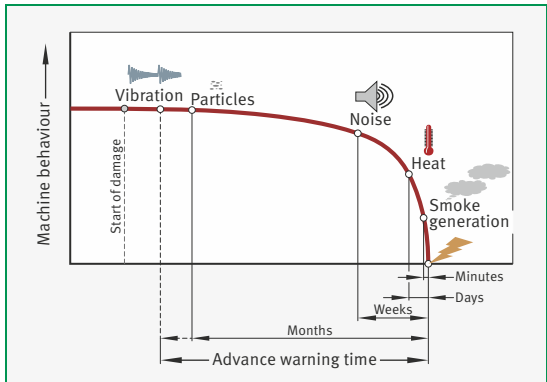 Machine behaviour
Vibration
Particles
Noise
Heat
Smoke
generation
Start of damage
Minutes
Days
Weeks
Months
Advance warning time